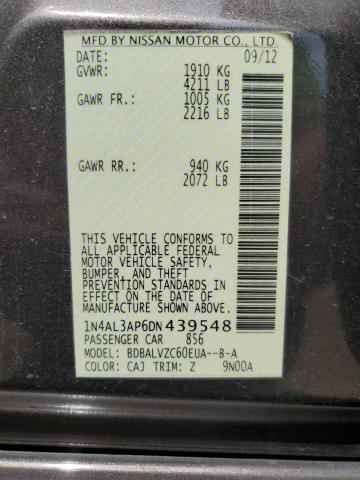 MFD BY NISSAN MOTOR CO., LTD.
DATE: 09/12
GVWR: 1910 KG
4211 LB
GAWR FR.: 1005 KG
2216 LB
GAWR RR.: 940 KG
2072 LB
THIS VEHICLE CONFORMS TO
ALL APPLICABLE FEDERAL
MOTOR VEHICLE SAFETY,
BUMPER, AND THEFT
PREVENTION STANDARDS IN
EFFECT ON THE DATE OF
MANUFACTURE SHOWN ABOVE.
1N4AL3AP6DN439548
PASSENGER CAR 856
MODEL: BDBALVZC60EUA--B-A
COLOR: CAJ TRIM: Z 9N00A